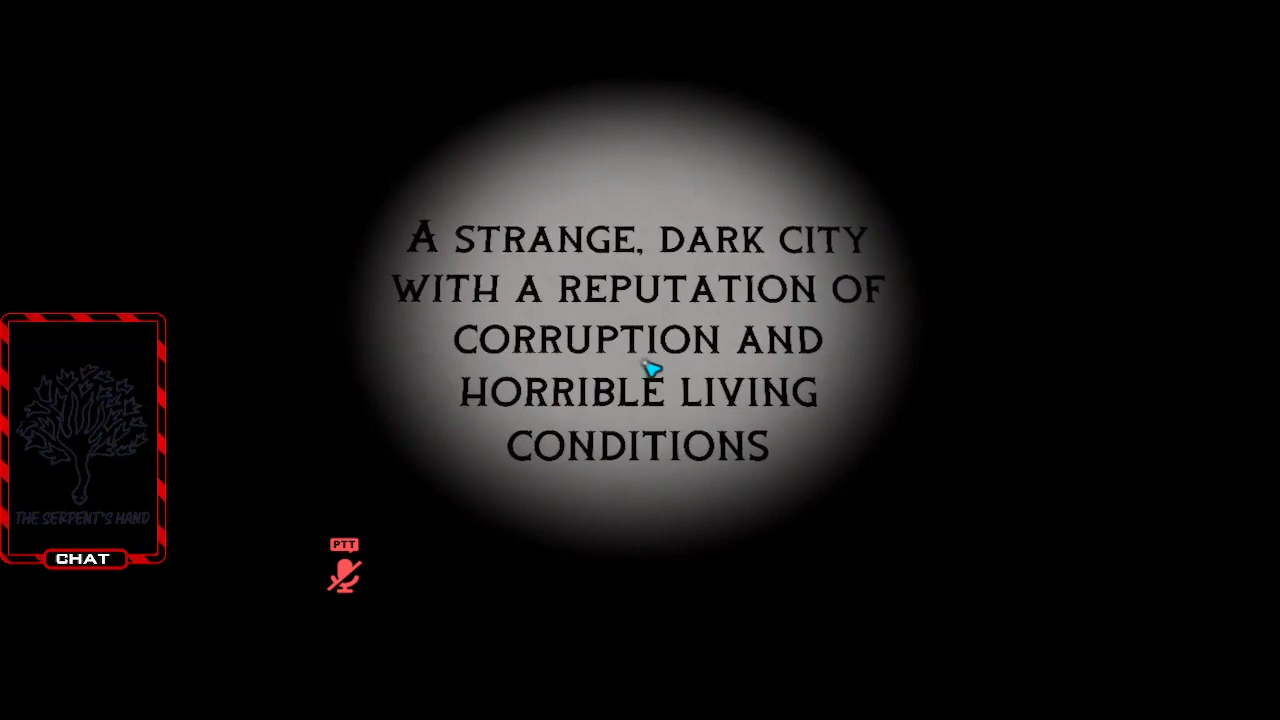 A STRANGE, DARK CITY
WITH A REPUTATION OF
CORRUPTION AND
HORRIBLE LIVING
CONDITIONS
THE SERPENT'S HAND
CHAT
PTT